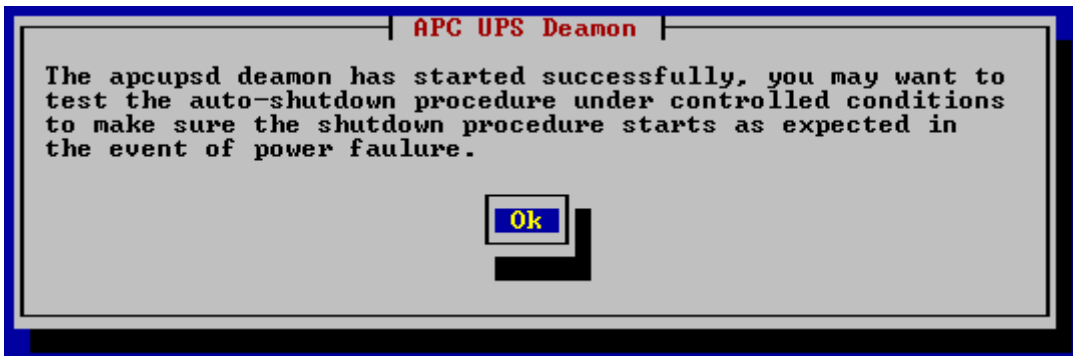 APC UPS Deamon
The apcupsd deamon has started successfully, you may want to
test the auto-shutdown procedure under controlled conditions
to make sure the shutdown procedure starts as expected in
the event of power faulure.
Ok